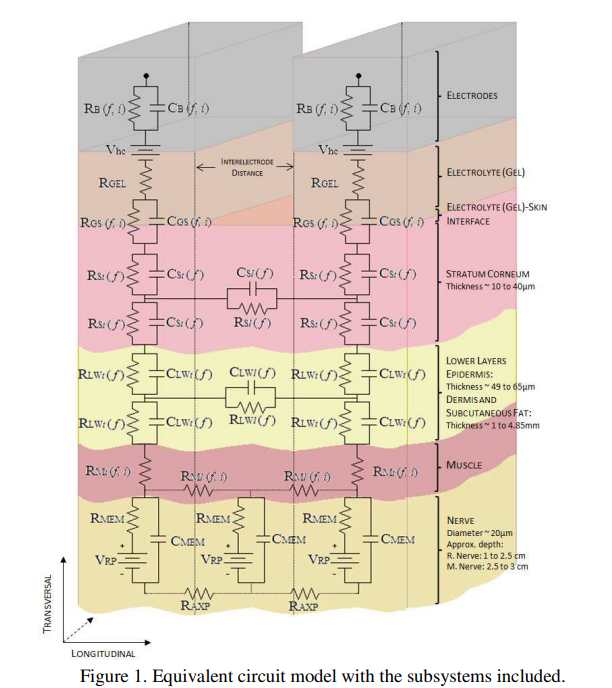 RB (f, i) CB (f, i) RB (f, i) CB (f, i) ELECTRODES
Vhc Vhc
INTERELECTRODE
DISTANCE
RGEL RGEL ELECTROLYTE (GEL)
ELECTROLYTE (GEL)-SKIN
INTERFACE
RGS (f, i) CGS (f, i) RGS (f, i) CGS (f, i)
RSt (f) CSt (f) CSl (f) RSt (f) CSt (f) STRATUM CORNEUM
Thickness ~ 10 to 40µm
RSt (f) CSt (f) RSl (f) RSt (f) CSt (f)
LOWER LAYERS
EPIDERMIS:
Thickness ~ 49 to 65µm
DERMIS AND
SUBCUTANEOUS FAT:
Thickness ~ 1 to 4.85mm
RLWt (f) CLWt (f) CLWl (f) RLWt (f) CLWt (f)
RLWt (f) CLWt (f) RLWl (f) RLWt (f) CLWt (f)
RMt (f, i) RMl (f, i) RMl (f, i) RMt (f, i) MUSCLE
RMEM RMEM RMEM
CMEM CMEM CMEM
+ + +
VRP VRP VRP
- - -
NERVE
Diameter ~ 20µm
Approx. depth:
R. Nerve: 1 to 2.5 cm
M. Nerve: 2.5 to 3 cm
RAXP RAXP
TRANSVERSAL
LONGITUDINAL
Figure 1. Equivalent circuit model with the subsystems included.